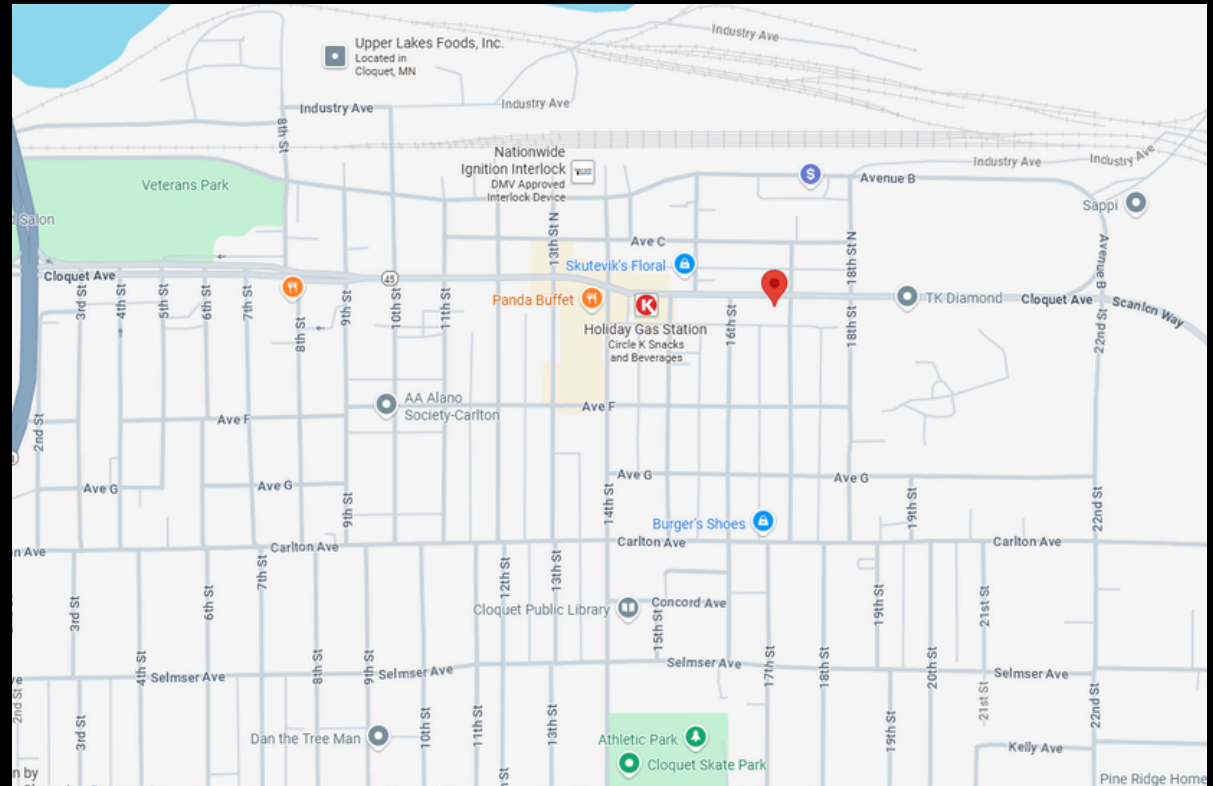 Industry Ave
Upper Lakes Foods, Inc.
Located in
Cloquet, MN
Industry Ave
Industry Ave
8th St
Nationwide
Ignition Interlock
DMV Approved
Interlock Device
Industry Ave
Industry Ave
$
Avenue B
Veterans Park
Sappi
Salon
13th St N
Ave C
18th St N
Avenue B
Skutevik's Floral
Cloquet Ave
45
3rd St
4th St
5th St
6th St
7th St
8th St
9th St
10th St
11th St
Panda Buffet
K
Holiday Gas Station
Circle K Snacks
and Beverages
16th St
18th St
TK Diamond
Cloquet Ave
Scanlon Way
22nd St
AA Alano
Society-Carlton
2nd St
Ave F
Ave F
Ave G
Ave G
9th St
Ave G
Ave G
14th St
19th St
22nd St
Burger's Shoes
n Ave
Carlton Ave
Carlton Ave
Carlton Ave
3rd St
6th St
7th St
12th St
13th St
Cloquet Public Library
Concord Ave
15th St
19th St
21st St
4th St
Selmser Ave
8th St
9th St
Selmser Ave
Selmser Ave
17th St
18th St
20th St
Selmser Ave
2nd St
3rd St
Dan the Tree Man
10th St
11th St
13th St
Athletic Park
Cloquet Skate Park
19th St
21st St
22nd St
Kelly Ave
n by
St
Pine Ridge Home